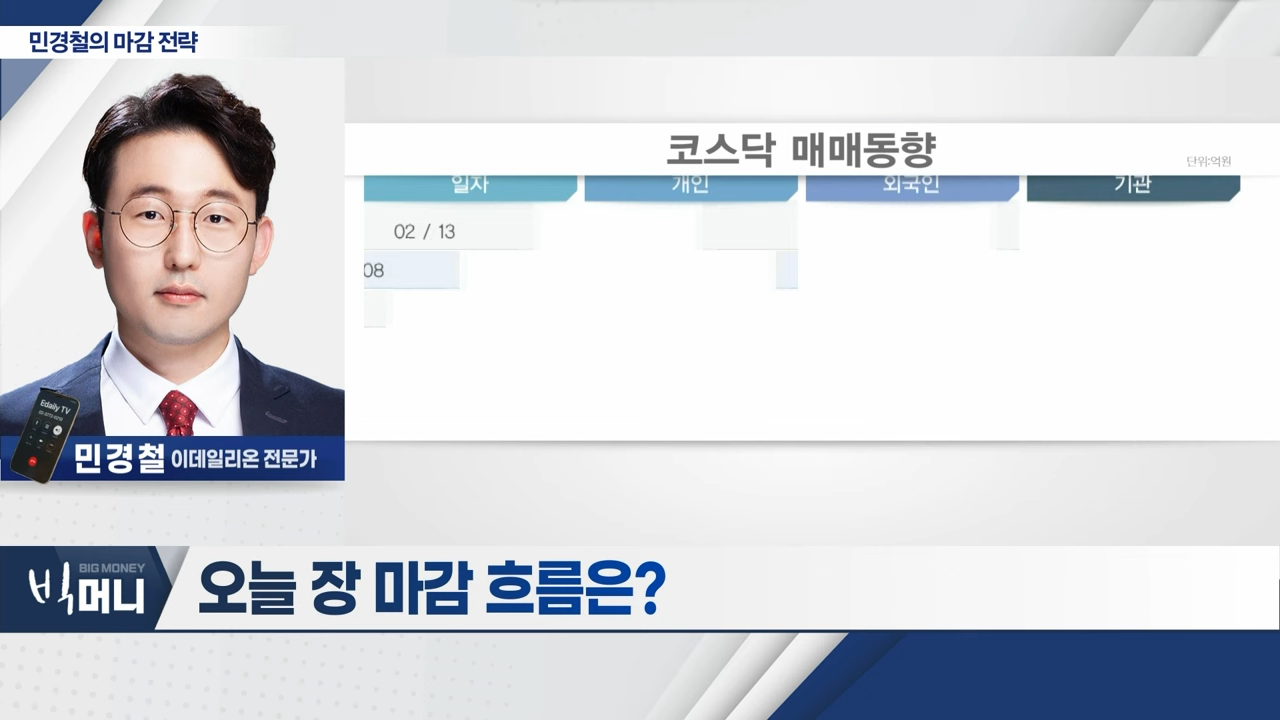 민경철의 마감 전략
코스닥 매매동향
단위:억원
일자 개인 외국인 기관
02 / 13
08
Edaily TV
민경철 이데일리온 전문가
BIG MONEY
빅머니
오늘 장 마감 흐름은?